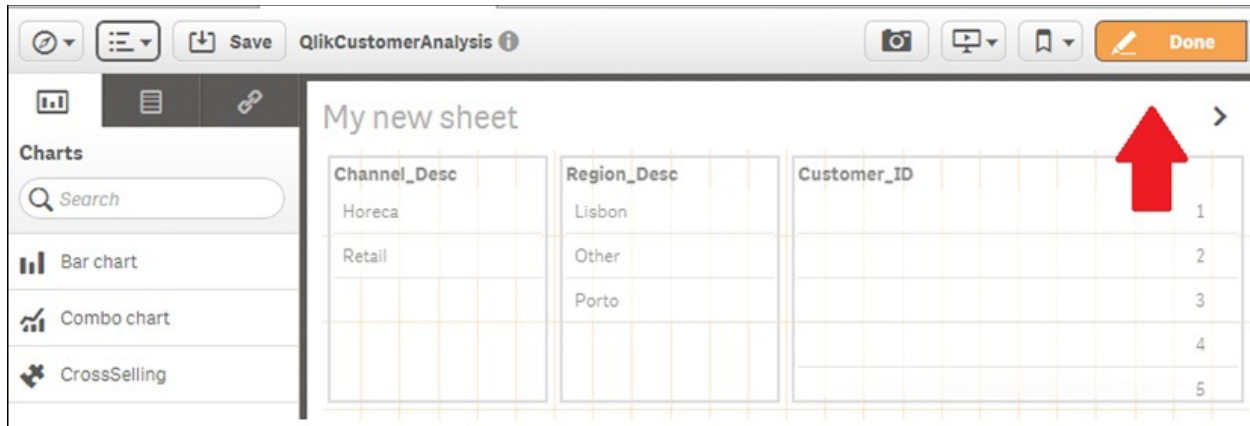 Save QlikCustomerAnalysis Done
My new sheet
Charts
Search
Bar chart
Combo chart
CrossSelling
Channel_Desc
Horeca
Retail
Region_Desc
Lisbon
Other
Porto
Customer_ID
1
2
3
4
5